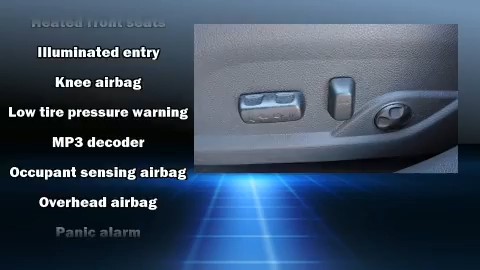 Heated front seats
Illuminated entry
Knee airbag
Low tire pressure warning
MP3 decoder
Occupant sensing airbag
Overhead airbag
Panic alarm